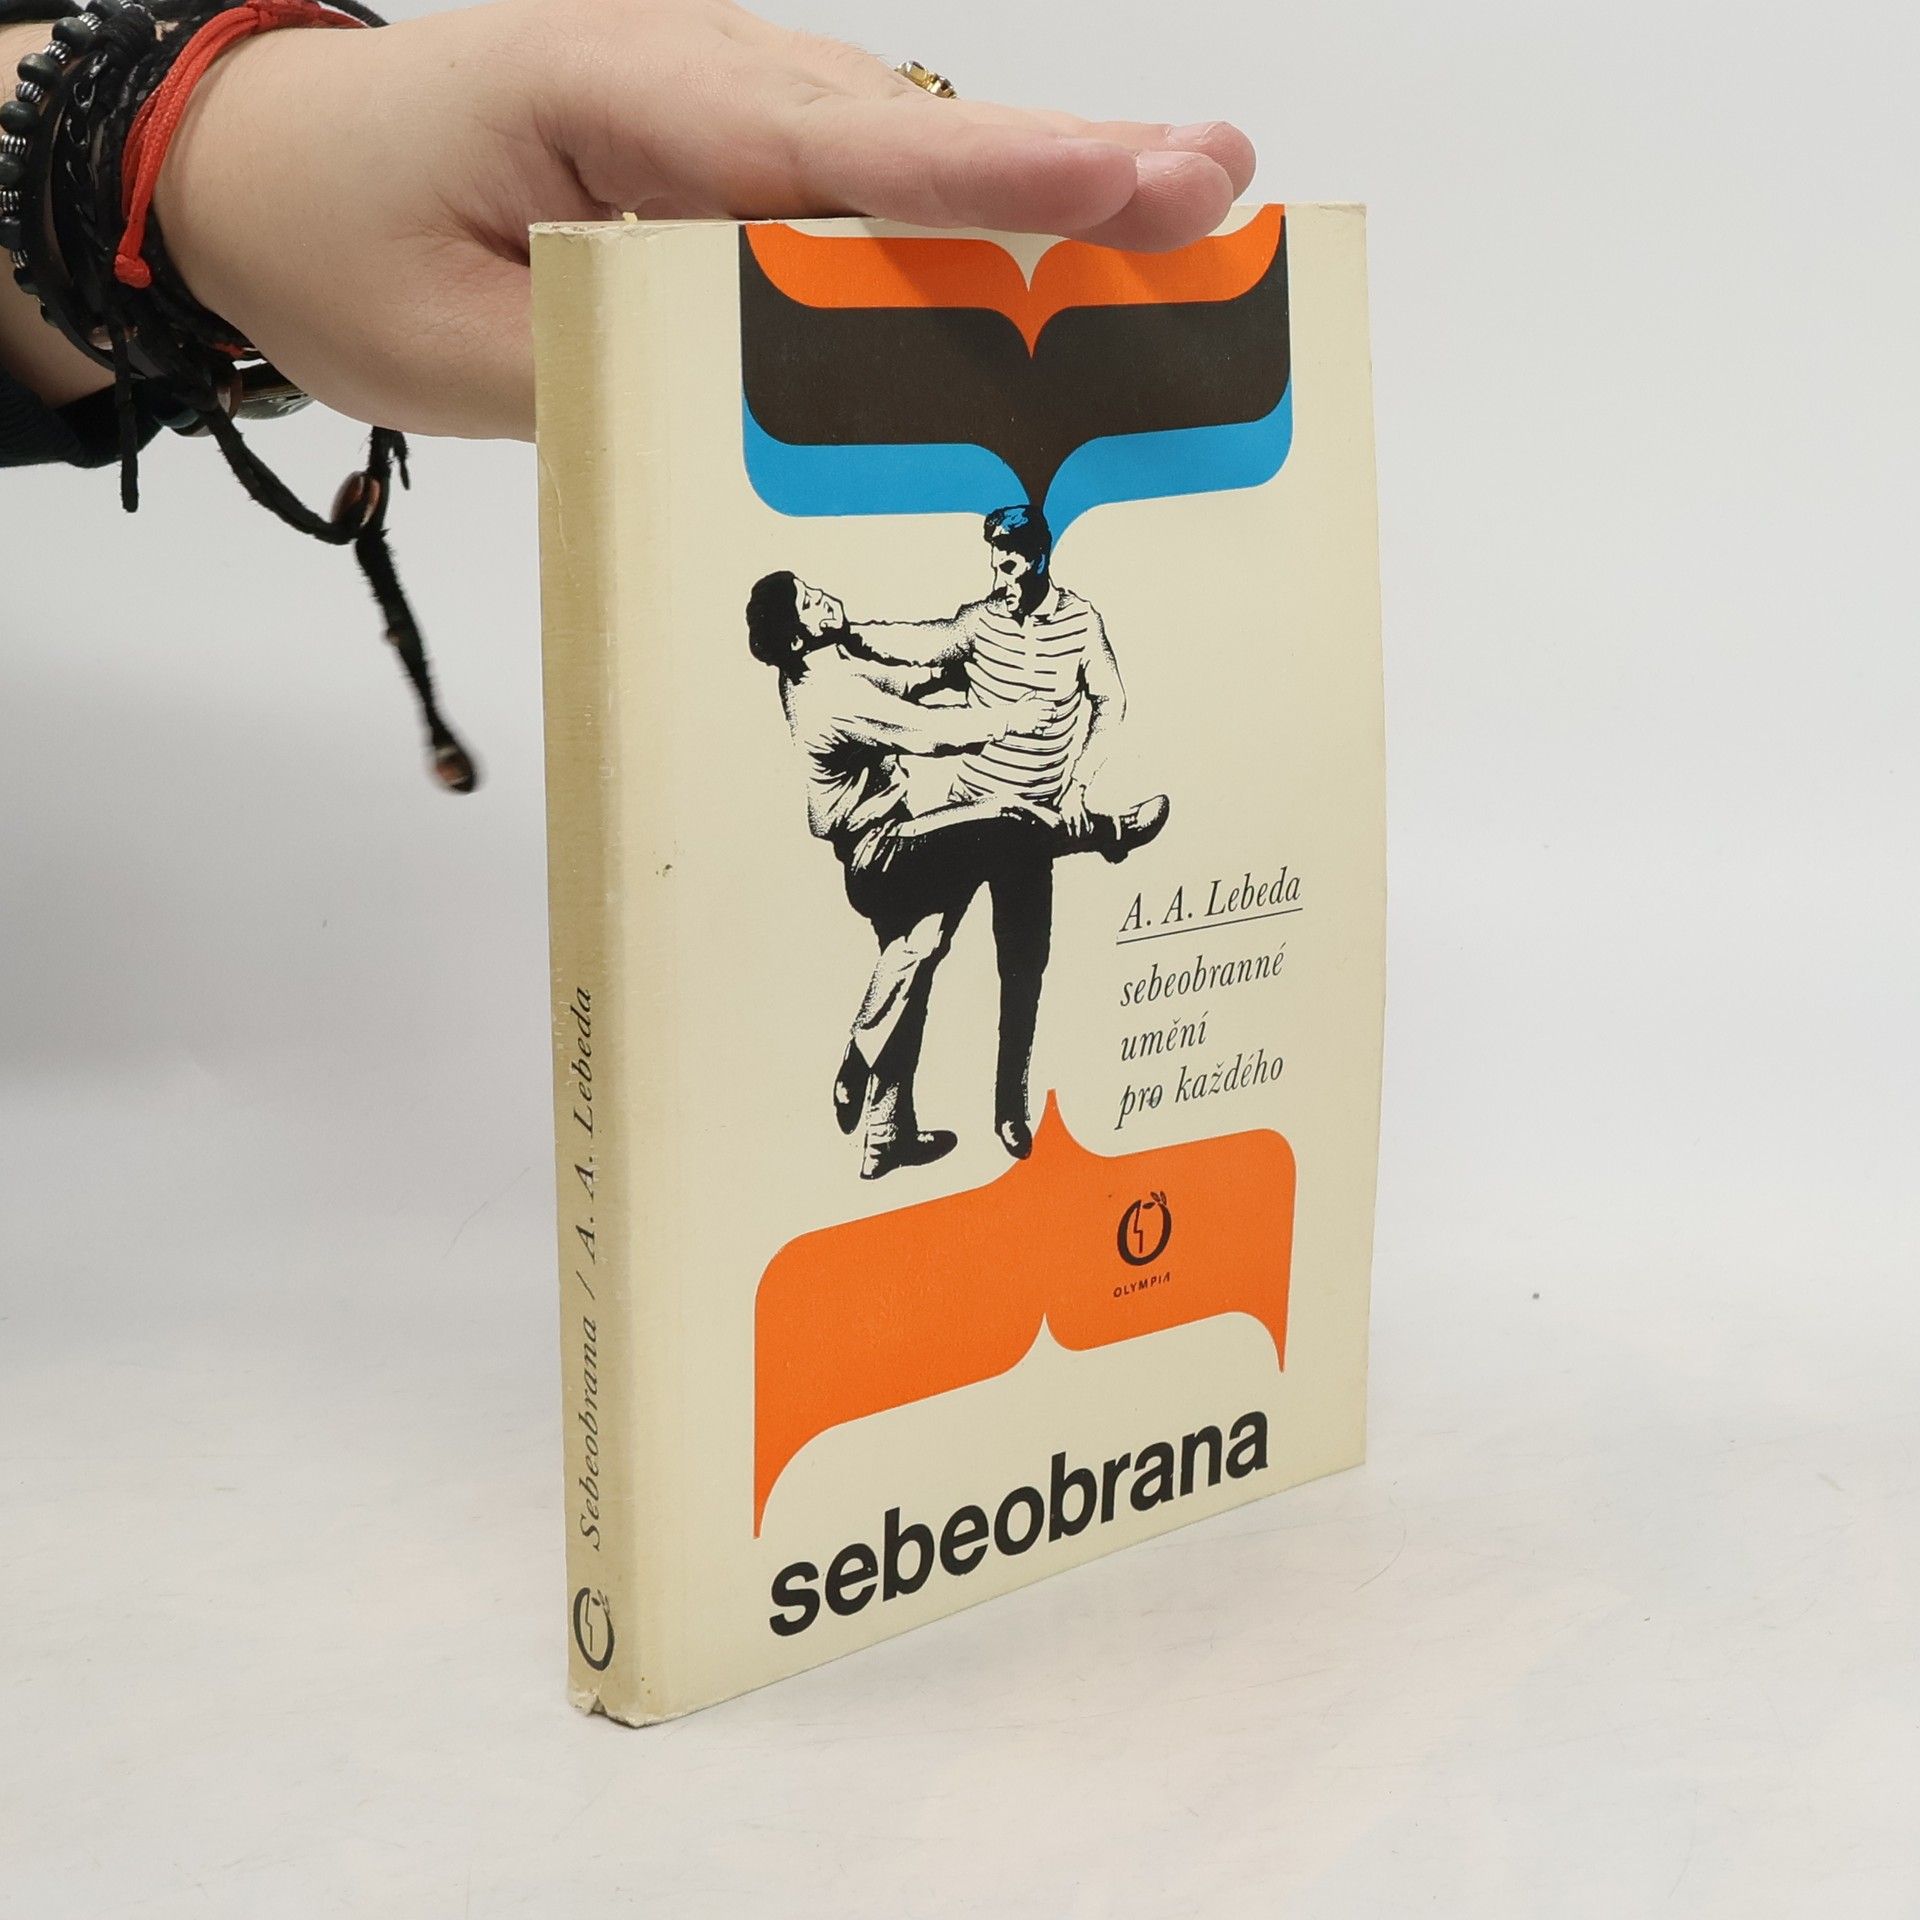 A. A. Lebeda
sebeobranné
umění
pro každého
OLYMPIA
sebeobrana
Sebeobrana / A. A. Lebeda